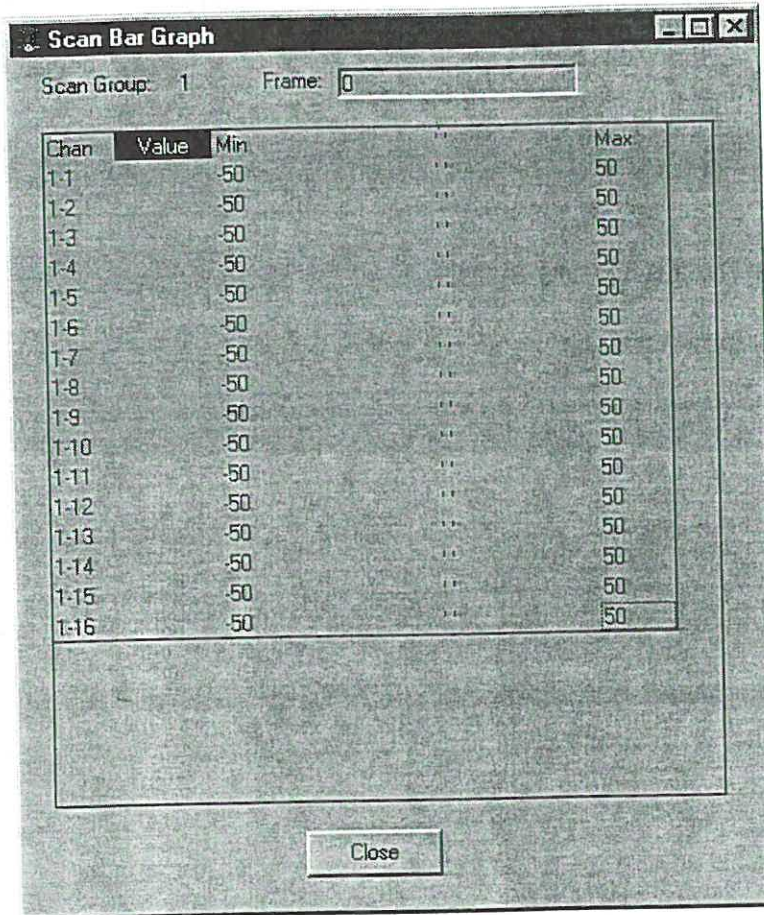 Scan Bar Graph
Scan Group: 1 Frame: 0
Chan Value Min Max
1-1 -50 50
1-2 -50 50
1-3 -50 50
1-4 -50 50
1-5 -50 50
1-6 -50 50
1-7 -50 50
1-8 -50 50
1-9 -50 50
1-10 -50 50
1-11 -50 50
1-12 -50 50
1-13 -50 50
1-14 -50 50
1-15 -50 50
1-16 -50 50
Close